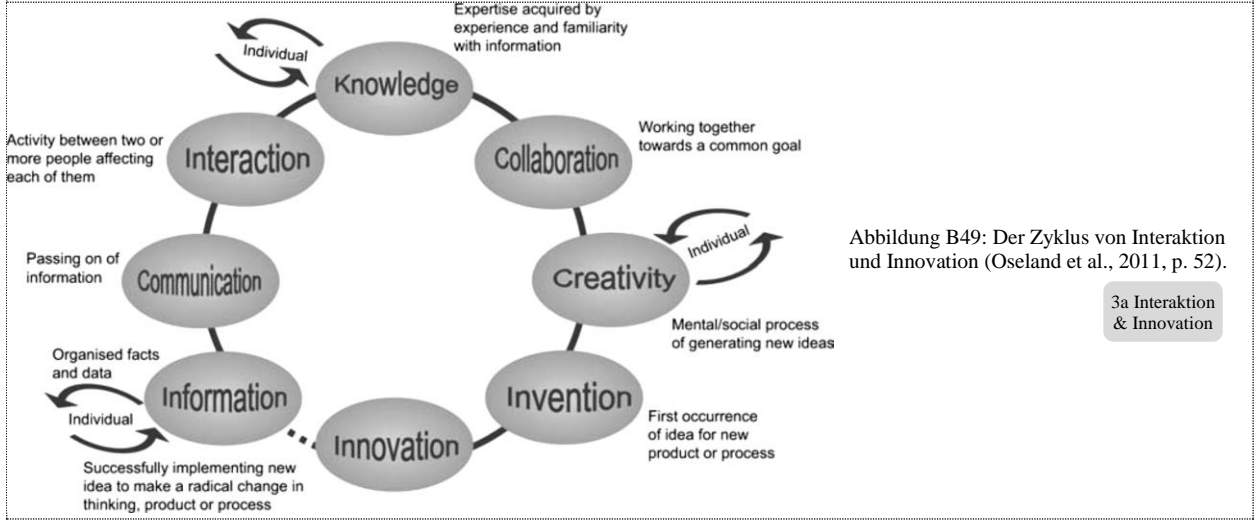 Expertise acquired by
experience and familiarity
with information
Individual
Knowledge
Activity between two or
more people affecting
each of them
Interaction
Collaboration
Working together
towards a common goal
Passing on of
information
Communication
Individual
Creativity
Mental/social process
of generating new ideas
Organised facts
and data
Individual
Information
Invention
First occurrence
of idea for new
product or process
Innovation
Successfully implementing new
idea to make a radical change in
thinking, product or process
Abbildung B49: Der Zyklus von Interaktion
und Innovation (Oseland et al., 2011, p. 52).
3a Interaktion
& Innovation